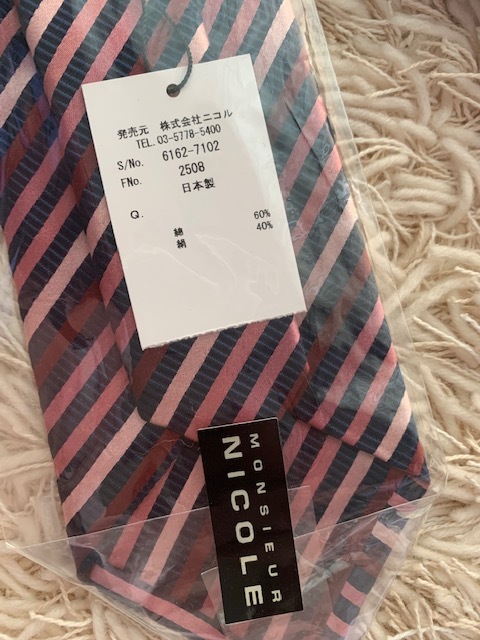 発売元 株式会社ニコル
TEL.03-5778-5400
S/No. 6162-7102
FNo. 2508
日本製
Q.
綿 60%
絹 40%
MONSIEUR
NICOLE